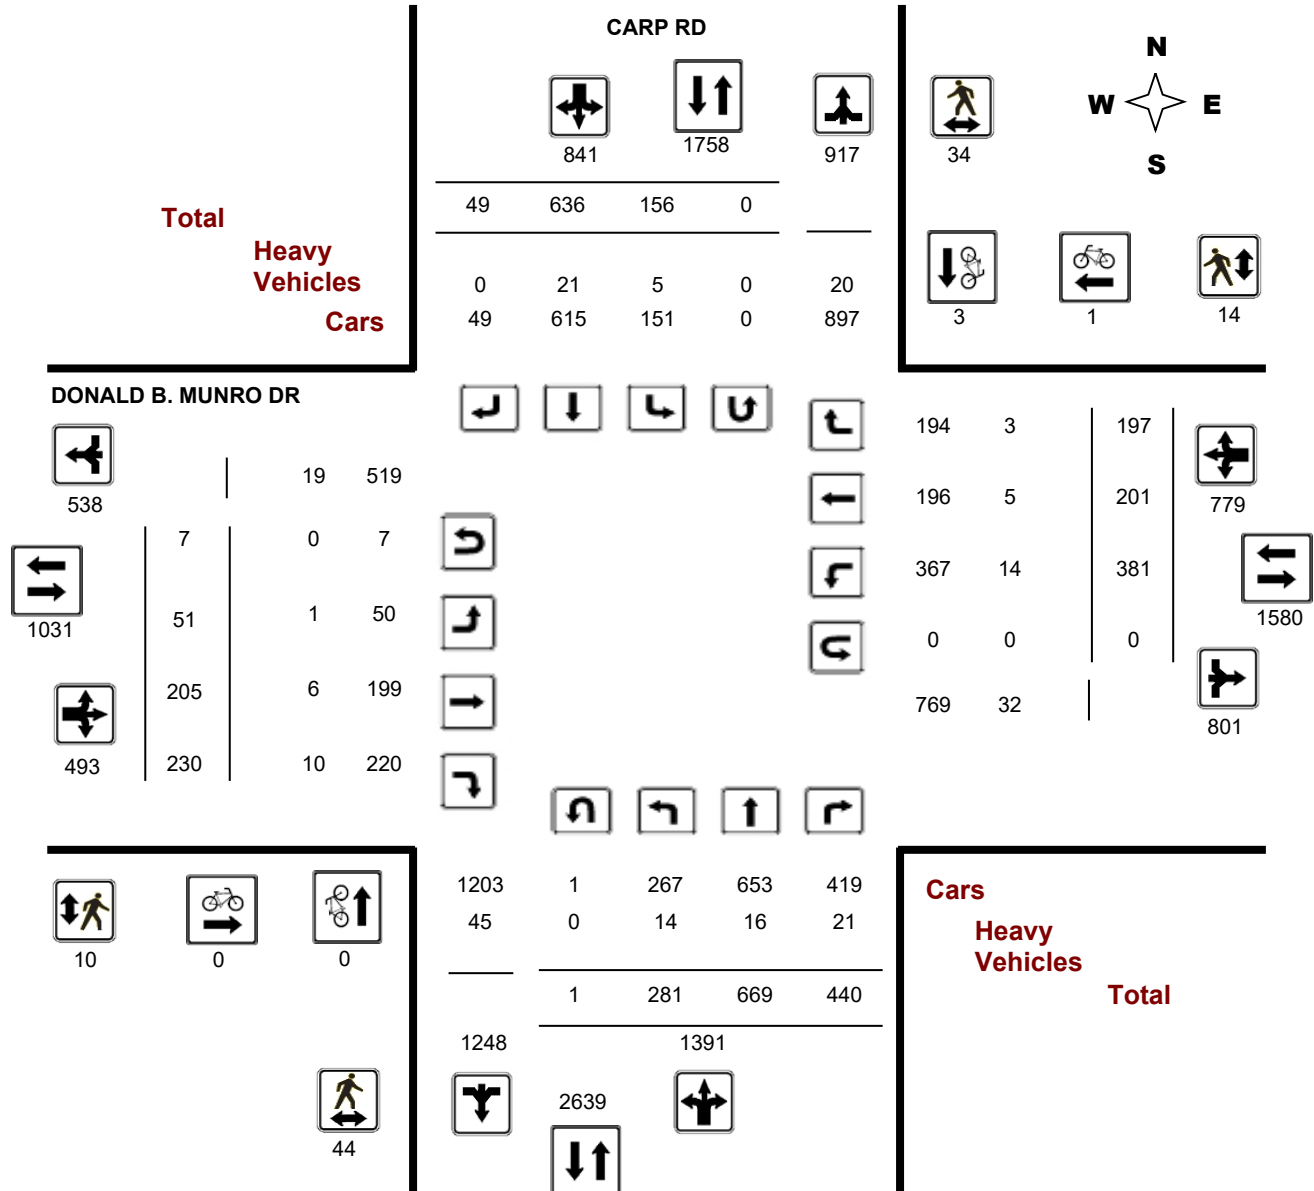 CARP RD
N
W E
S
841 1758 917 34
49 636 156 0
Total
Heavy
Vehicles
0 21 5 0 20
Cars
49 615 151 0 897
3 1 14
DONALD B. MUNRO DR
194 3 197
19 519
538
196 5 201
779
7 0 7
367 14 381
51 1 50
1031
1580
0 0 0
205 6 199
769 32
801
493
230 10 220
1203 1 267 653 419
Cars
45 0 14 16 21
Heavy
Vehicles
10 0 0
1 281 669 440
Total
1248 1391
2639
44